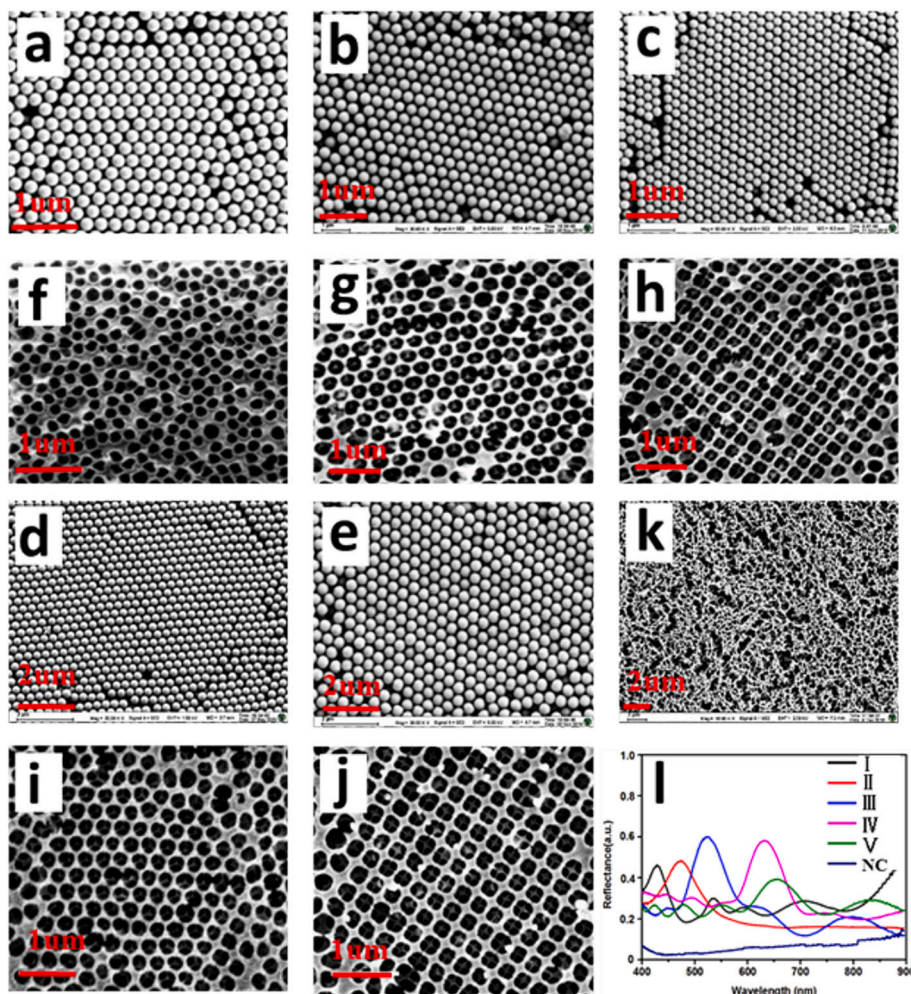 a
1um
b
1um
c
1um
f
1um
g
1um
h
1um
d
2um
e
2um
k
2um
i
1um
j
1um
l
1.0
0.8
0.6
0.4
0.2
0.0
Reflectance(a.u.)
I
II
III
IV
V
NC
400 500 600 700 800 900
Wavelength (nm)